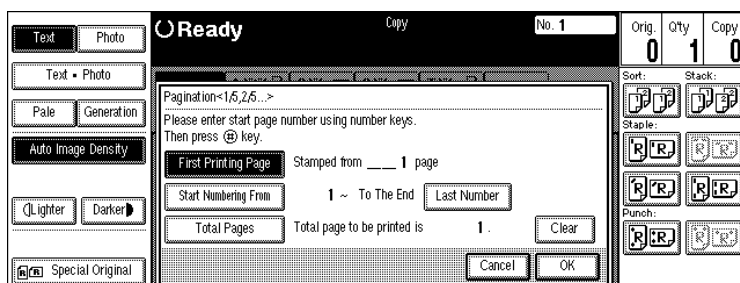 Ready
Copy
No. 1
Orig.
Q'ty
Copy
0
1
0
Text
Photo
Text • Photo
Pale
Generation
Auto Image Density
Lighter
Darker
Special Original
Pagination<1/5,2/5...>
Please enter start page number using number keys.
Then press (#) key.
First Printing Page
Stamped from ____ 1 page
Start Numbering From
1 ~ To The End
Last Number
Total Pages
Total page to be printed is 1 .
Clear
Cancel
OK
Sort:
Stack:
Staple:
Punch: